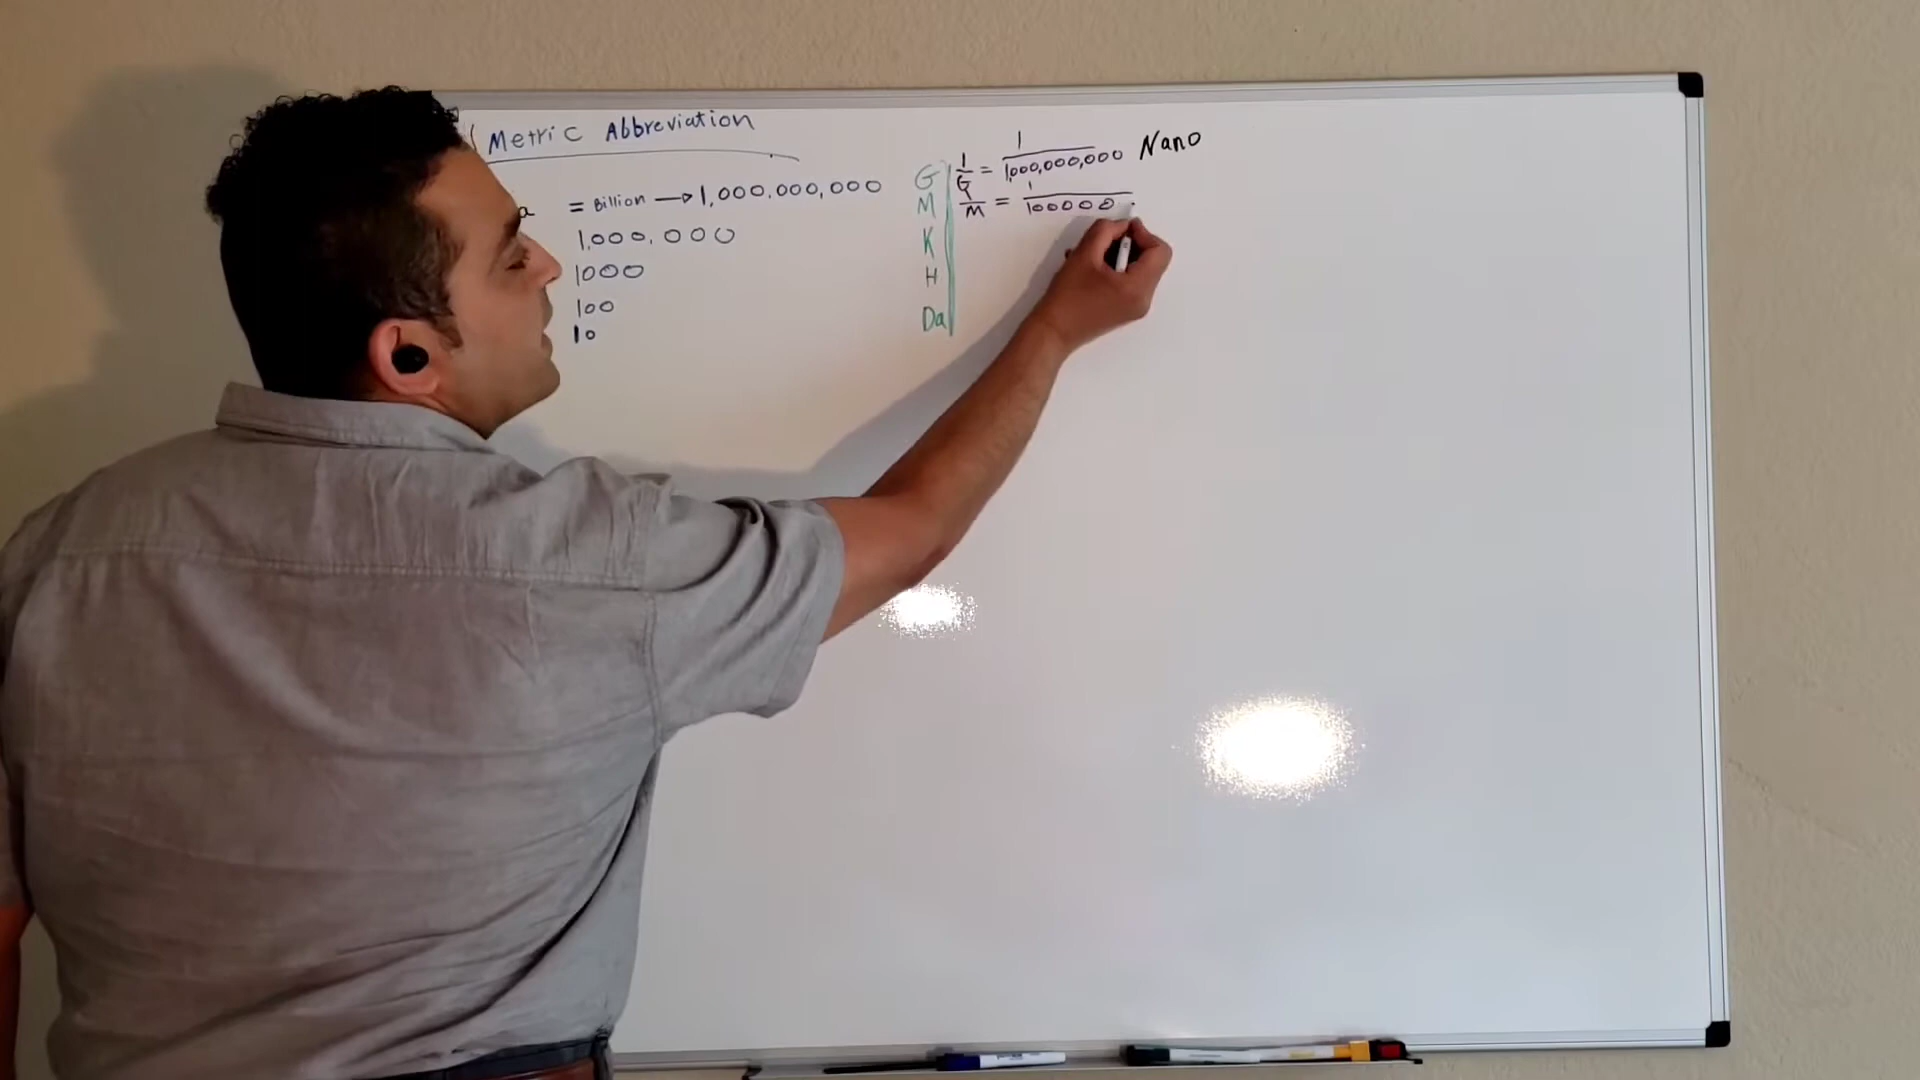 Metric Abbreviation
a = Billion → 1,000,000,000
1,000,000
1000
100
10
G
M
K
H
Da
1/G = 1/1,000,000,000 Nano
1/M = 1/100000